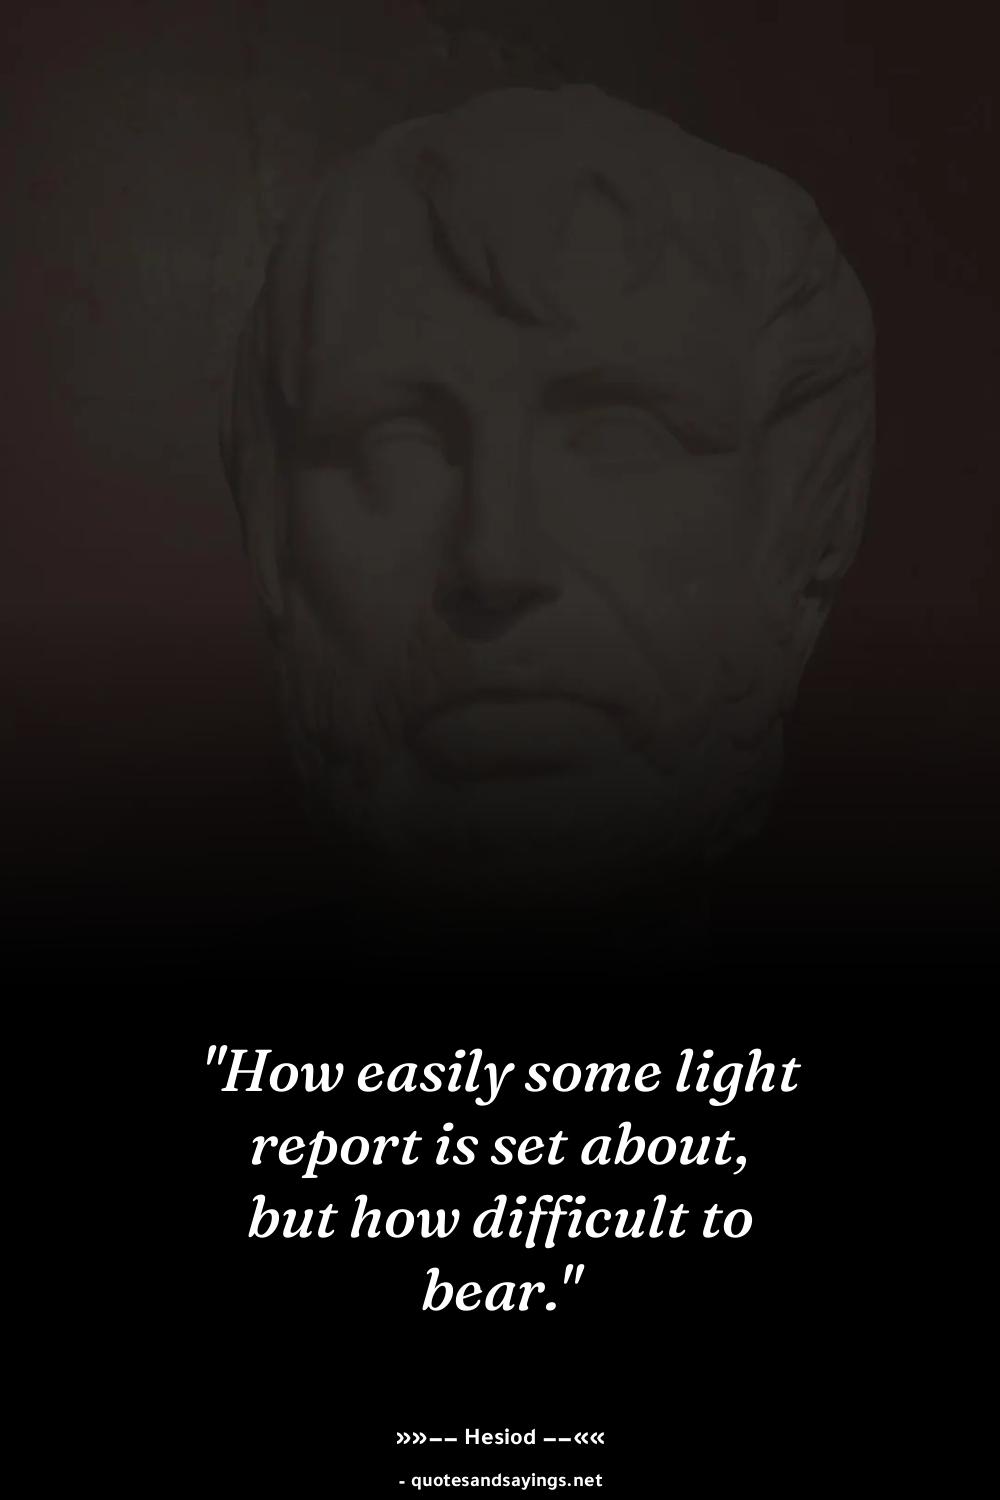 "How easily some light
report is set about,
but how difficult to
bear."
»»—— Hesiod ——««
- quotesandsayings.net